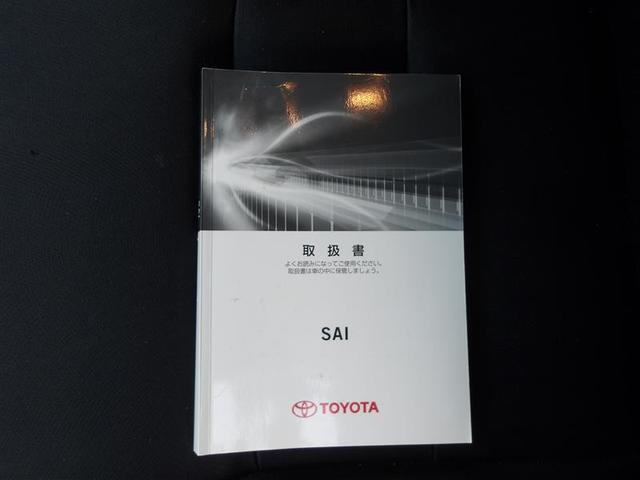 取扱書
よくお読みになってご使用ください。
取扱書は車の中に保管しましょう。
SAI
TOYOTA